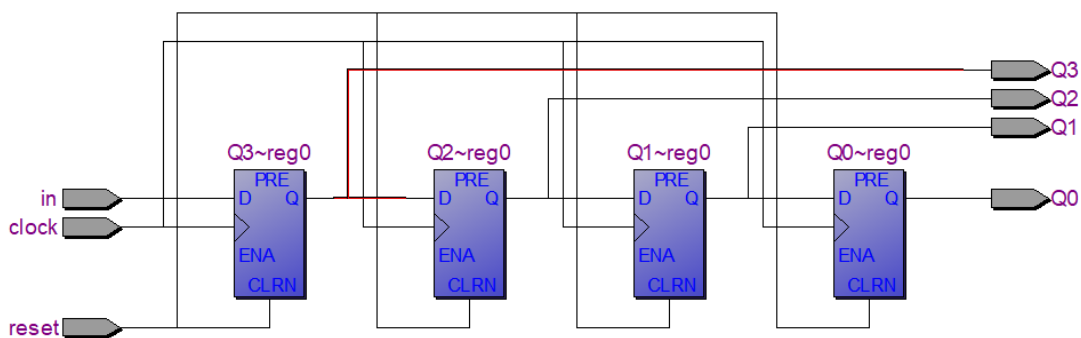 Q3
Q2
Q1
Q3~reg0 Q2~reg0 Q1~reg0 Q0~reg0
PRE PRE PRE PRE
in D Q D Q D Q D Q Q0
clock
ENA ENA ENA ENA
CLRN CLRN CLRN CLRN
reset